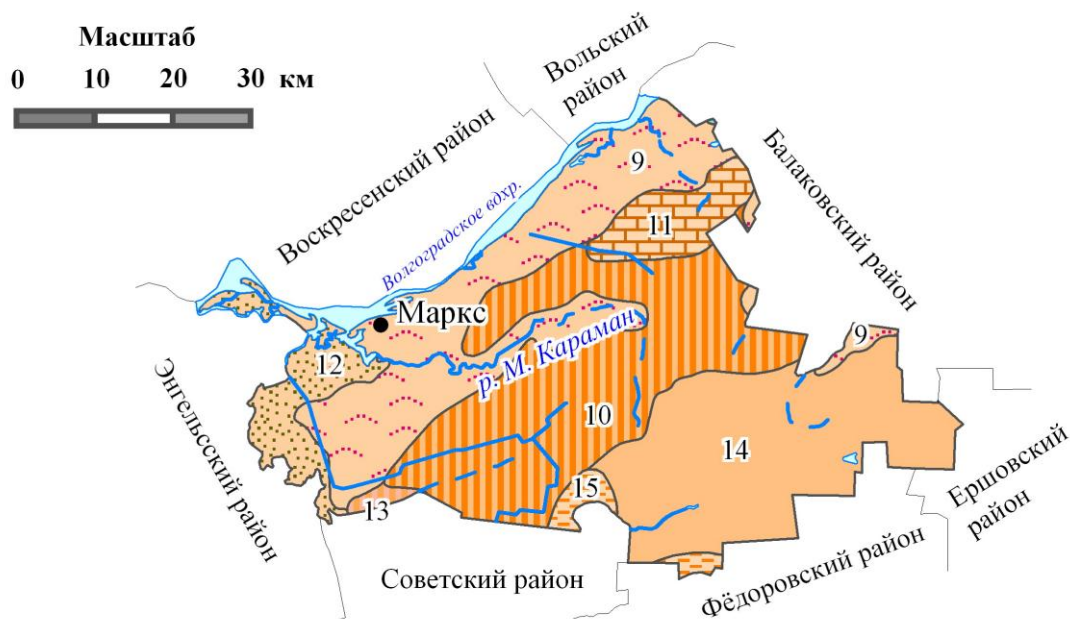 Масштаб
0 10 20 30 км
Вольский
район
Воскресенский район
Волгоградское вдхр.
Балаковский район
9
11
Маркс
р. М. Караман
9
12
10
14
Энгельсский район
15
13
Ершовский
район
Советский район
Фёдоровский район